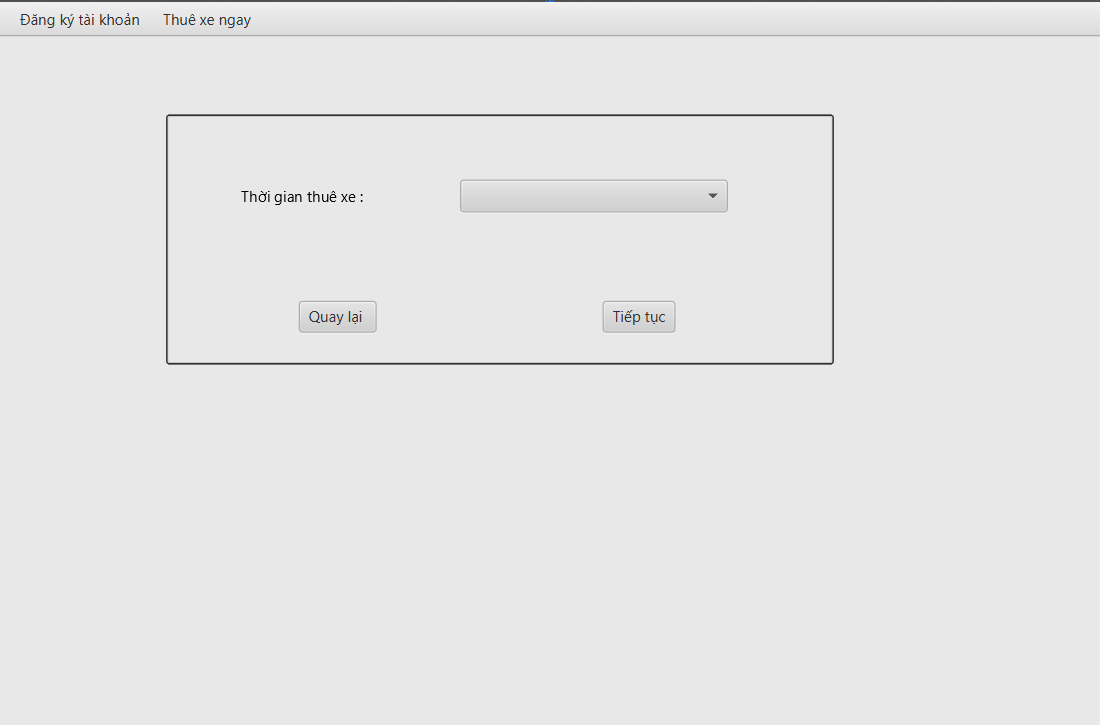 Đăng ký tài khoản Thuê xe ngay
Thời gian thuê xe :
Quay lại Tiếp tục